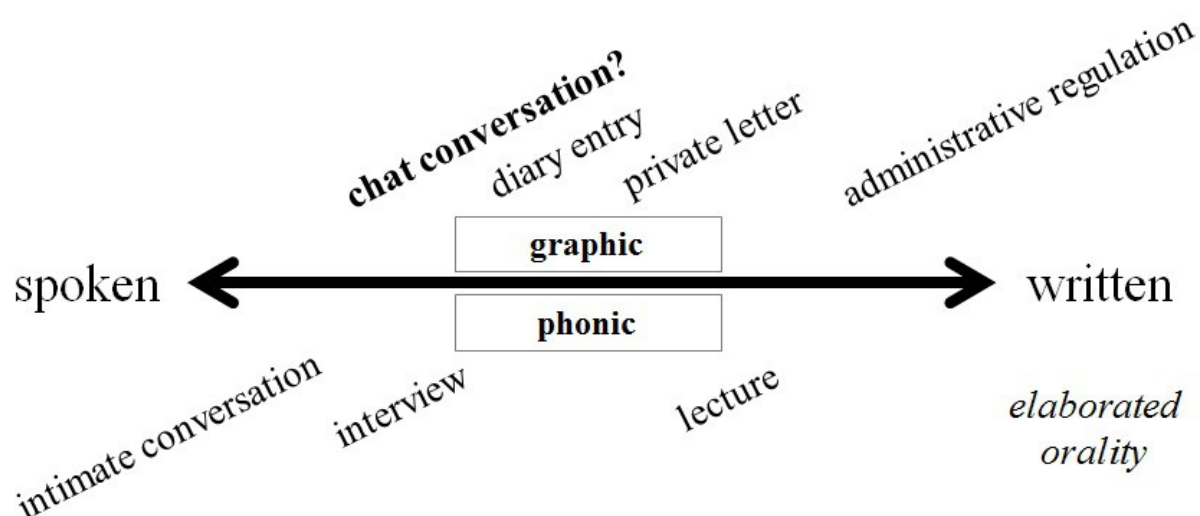 chat conversation?
diary entry
private letter
administrative regulation
graphic
spoken
written
phonic
intimate conversation
interview
lecture
elaborated
orality